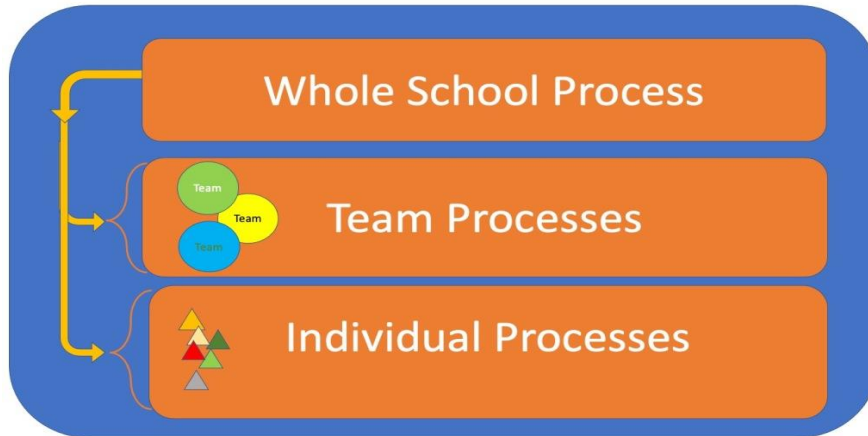 Whole School Process
Team
Team
Team Processes
Team
Individual Processes